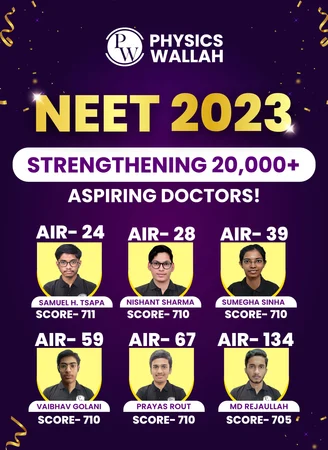 PW PHYSICS
WALLAH
NEET 2023
STRENGTHENING 20,000+
ASPIRING DOCTORS!
AIR- 24 AIR- 28 AIR- 39
SAMUEL H. TSAPA NISHANT SHARMA SUMEGHA SINHA
SCORE- 711 SCORE- 710 SCORE- 710
AIR- 59 AIR- 67 AIR- 134
VAIBHAV GOLANI PRAYAS ROUT MD REJAULLAH
SCORE- 710 SCORE- 710 SCORE- 705